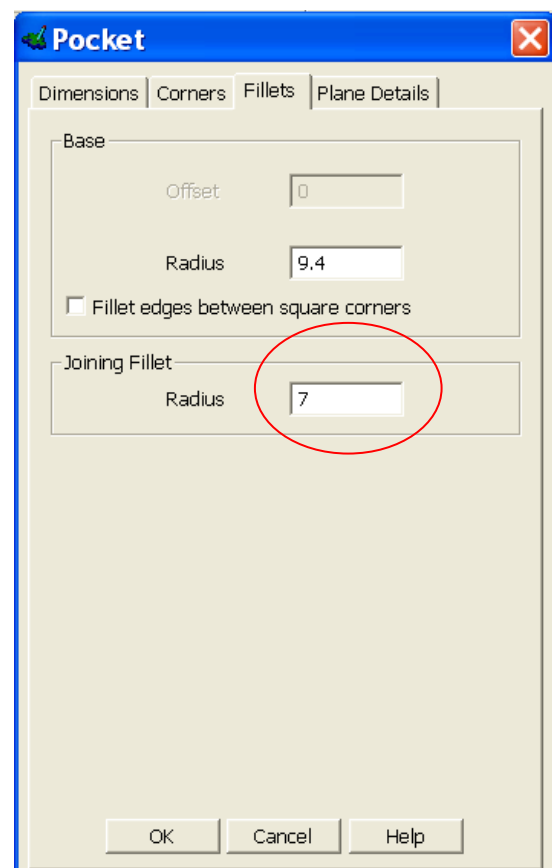 Pocket
Dimensions Corners Fillets Plane Details
Base
Offset 0
Radius 9.4
Fillet edges between square corners
Joining Fillet
Radius 7
OK Cancel Help